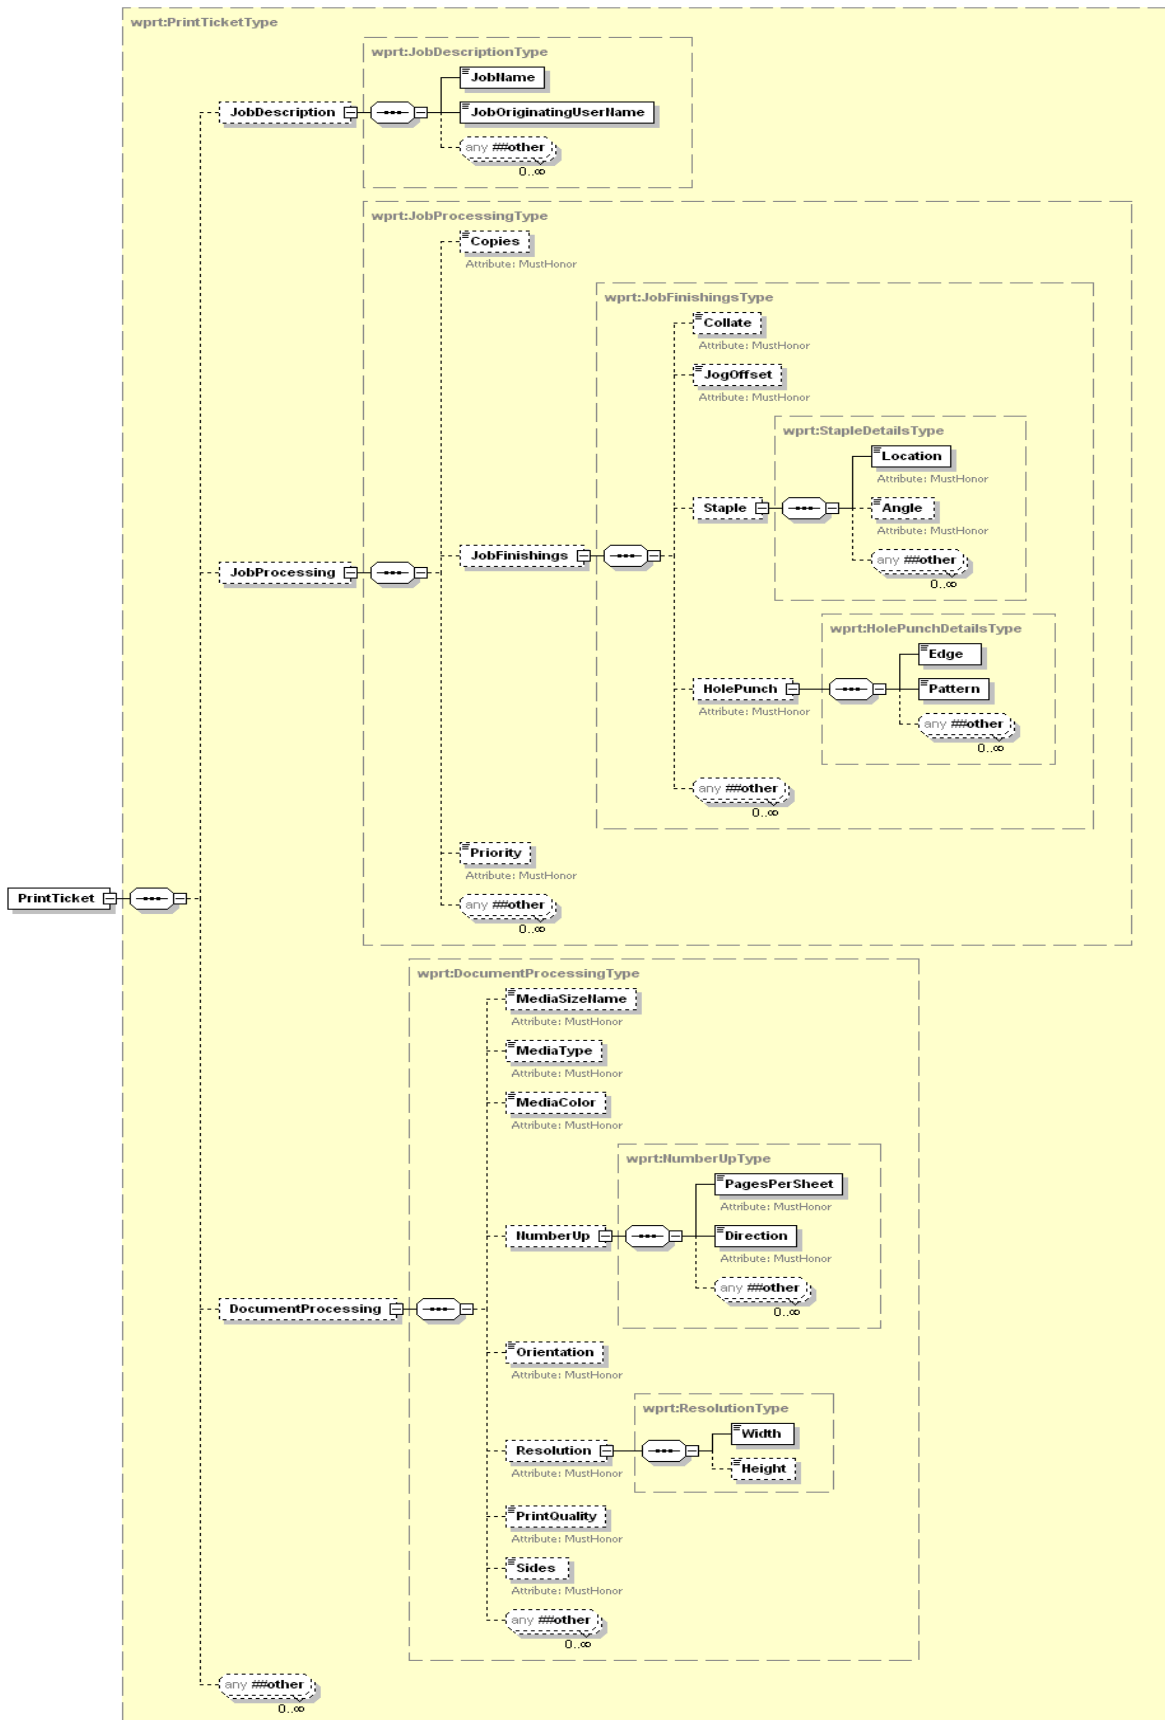 wprt:PrintTicketType
wprt:JobDescriptionType
JobName
JobDescription
JobOriginatingUserName
any ##other
0..∞
wprt:JobProcessingType
Copies
Attribute: MustHonor
wprt:JobFinishingsType
Collate
Attribute: MustHonor
JogOffset
Attribute: MustHonor
wprt:StapleDetailsType
Location
Attribute: MustHonor
Staple
Angle
Attribute: MustHonor
JobFinishings
any ##other
0..∞
JobProcessing
wprt:HolePunchDetailsType
Edge
HolePunch
Pattern
Attribute: MustHonor
any ##other
0..∞
any ##other
0..∞
Priority
Attribute: MustHonor
PrintTicket
any ##other
0..∞
wprt:DocumentProcessingType
MediaSizeName
Attribute: MustHonor
MediaType
Attribute: MustHonor
MediaColor
Attribute: MustHonor
wprt:NumberUpType
PagesPerSheet
Attribute: MustHonor
NumberUp
Direction
Attribute: MustHonor
any ##other
0..∞
DocumentProcessing
Orientation
Attribute: MustHonor
wprt:ResolutionType
Width
Resolution
Attribute: MustHonor
Height
PrintQuality
Attribute: MustHonor
Sides
Attribute: MustHonor
any ##other
0..∞
any ##other
0..∞